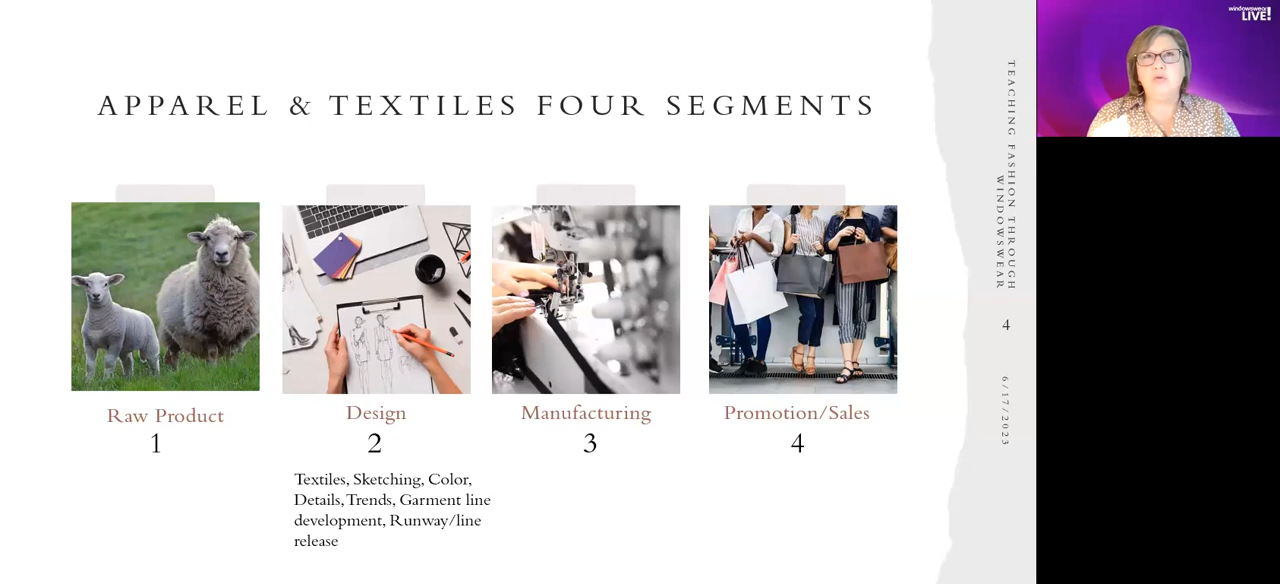 APPAREL & TEXTILES FOUR SEGMENTS
Raw Product
1
Design
2
Textiles, Sketching, Color,
Details, Trends, Garment line
development, Runway/line
release
Manufacturing
3
Promotion/Sales
4
TEACHING FASHION THROUGH
WINDOWSWEAR
4
6/17/2023
windowswear
LIVE!